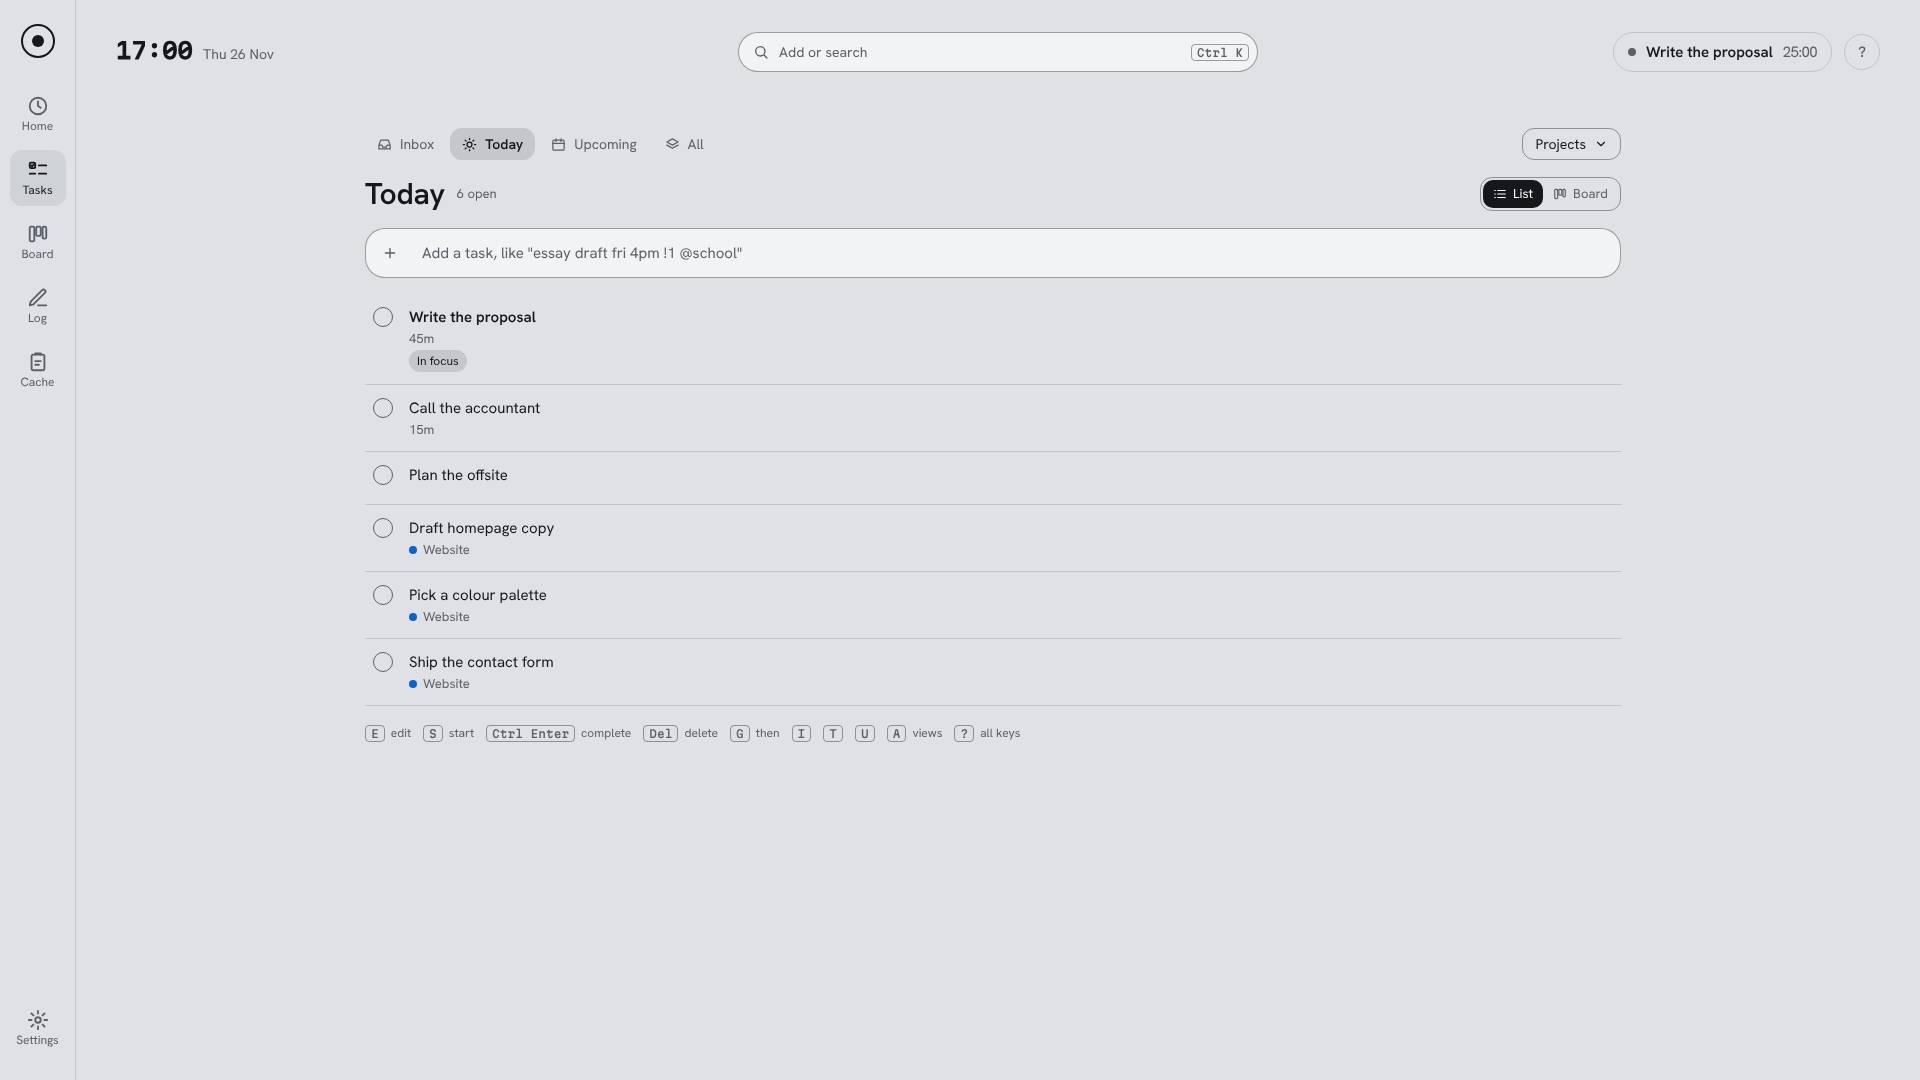 17:00 Thu 26 Nov
Add or search Ctrl K
Write the proposal 25:00 ?
Home
Tasks
Board
Log
Cache
Settings
Inbox Today Upcoming All Projects
Today 6 open List Board
Add a task, like "essay draft fri 4pm !1 @school"
Write the proposal
45m
In focus
Call the accountant
15m
Plan the offsite
Draft homepage copy
Website
Pick a colour palette
Website
Ship the contact form
Website
E edit S start Ctrl Enter complete Del delete G then I T U A views ? all keys